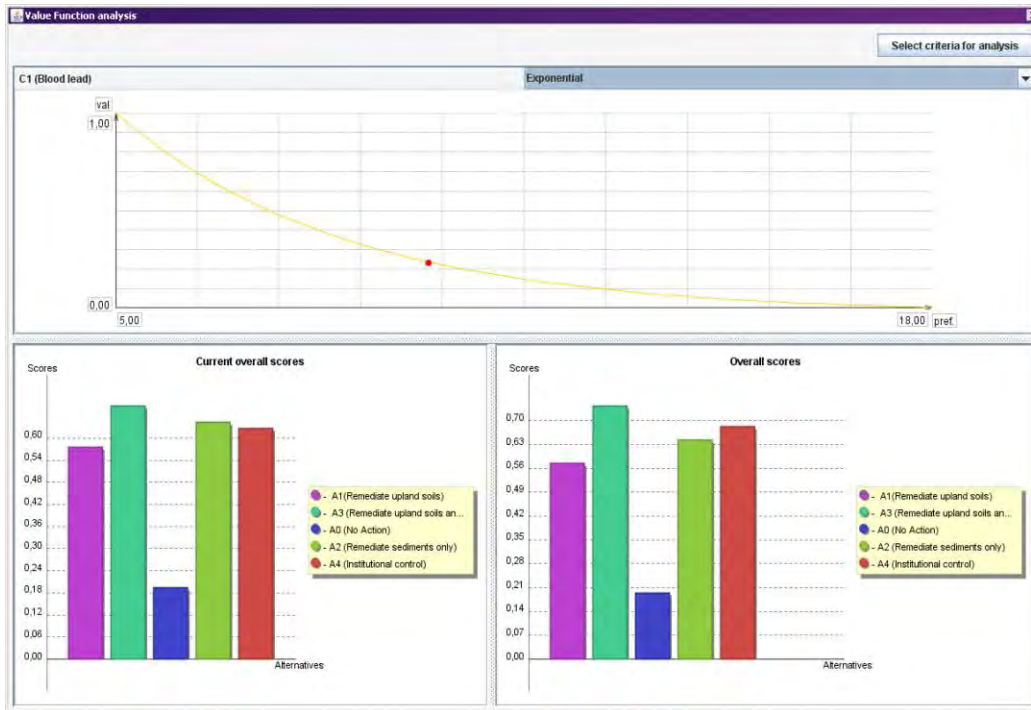 Value Function analysis
Select criteria for analysis
C1 (Blood lead)
Exponential
val
1,00
0,00
5,00
18,00
pref.
Current overall scores
Scores
0,60
0,54
0,48
0,42
0,36
0,30
0,24
0,18
0,12
0,06
0,00
Alternatives
- A1(Remediate upland soils)
- A3 (Remediate upland soils an...
- A0 (No Action)
- A2 (Remediate sediments only)
- A4 (Institutional control)
Overall scores
Scores
0,70
0,63
0,56
0,49
0,42
0,35
0,28
0,21
0,14
0,07
0,00
Alternatives
- A1(Remediate upland soils)
- A3 (Remediate upland soils an...
- A0 (No Action)
- A2 (Remediate sediments only)
- A4 (Institutional control)